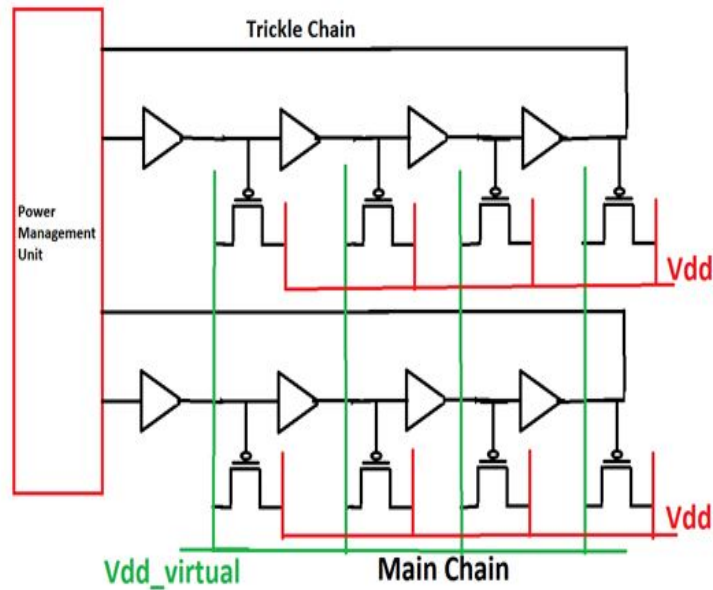 Trickle Chain
Power
Management
Unit
Vdd
Vdd
Vdd_virtual
Main Chain